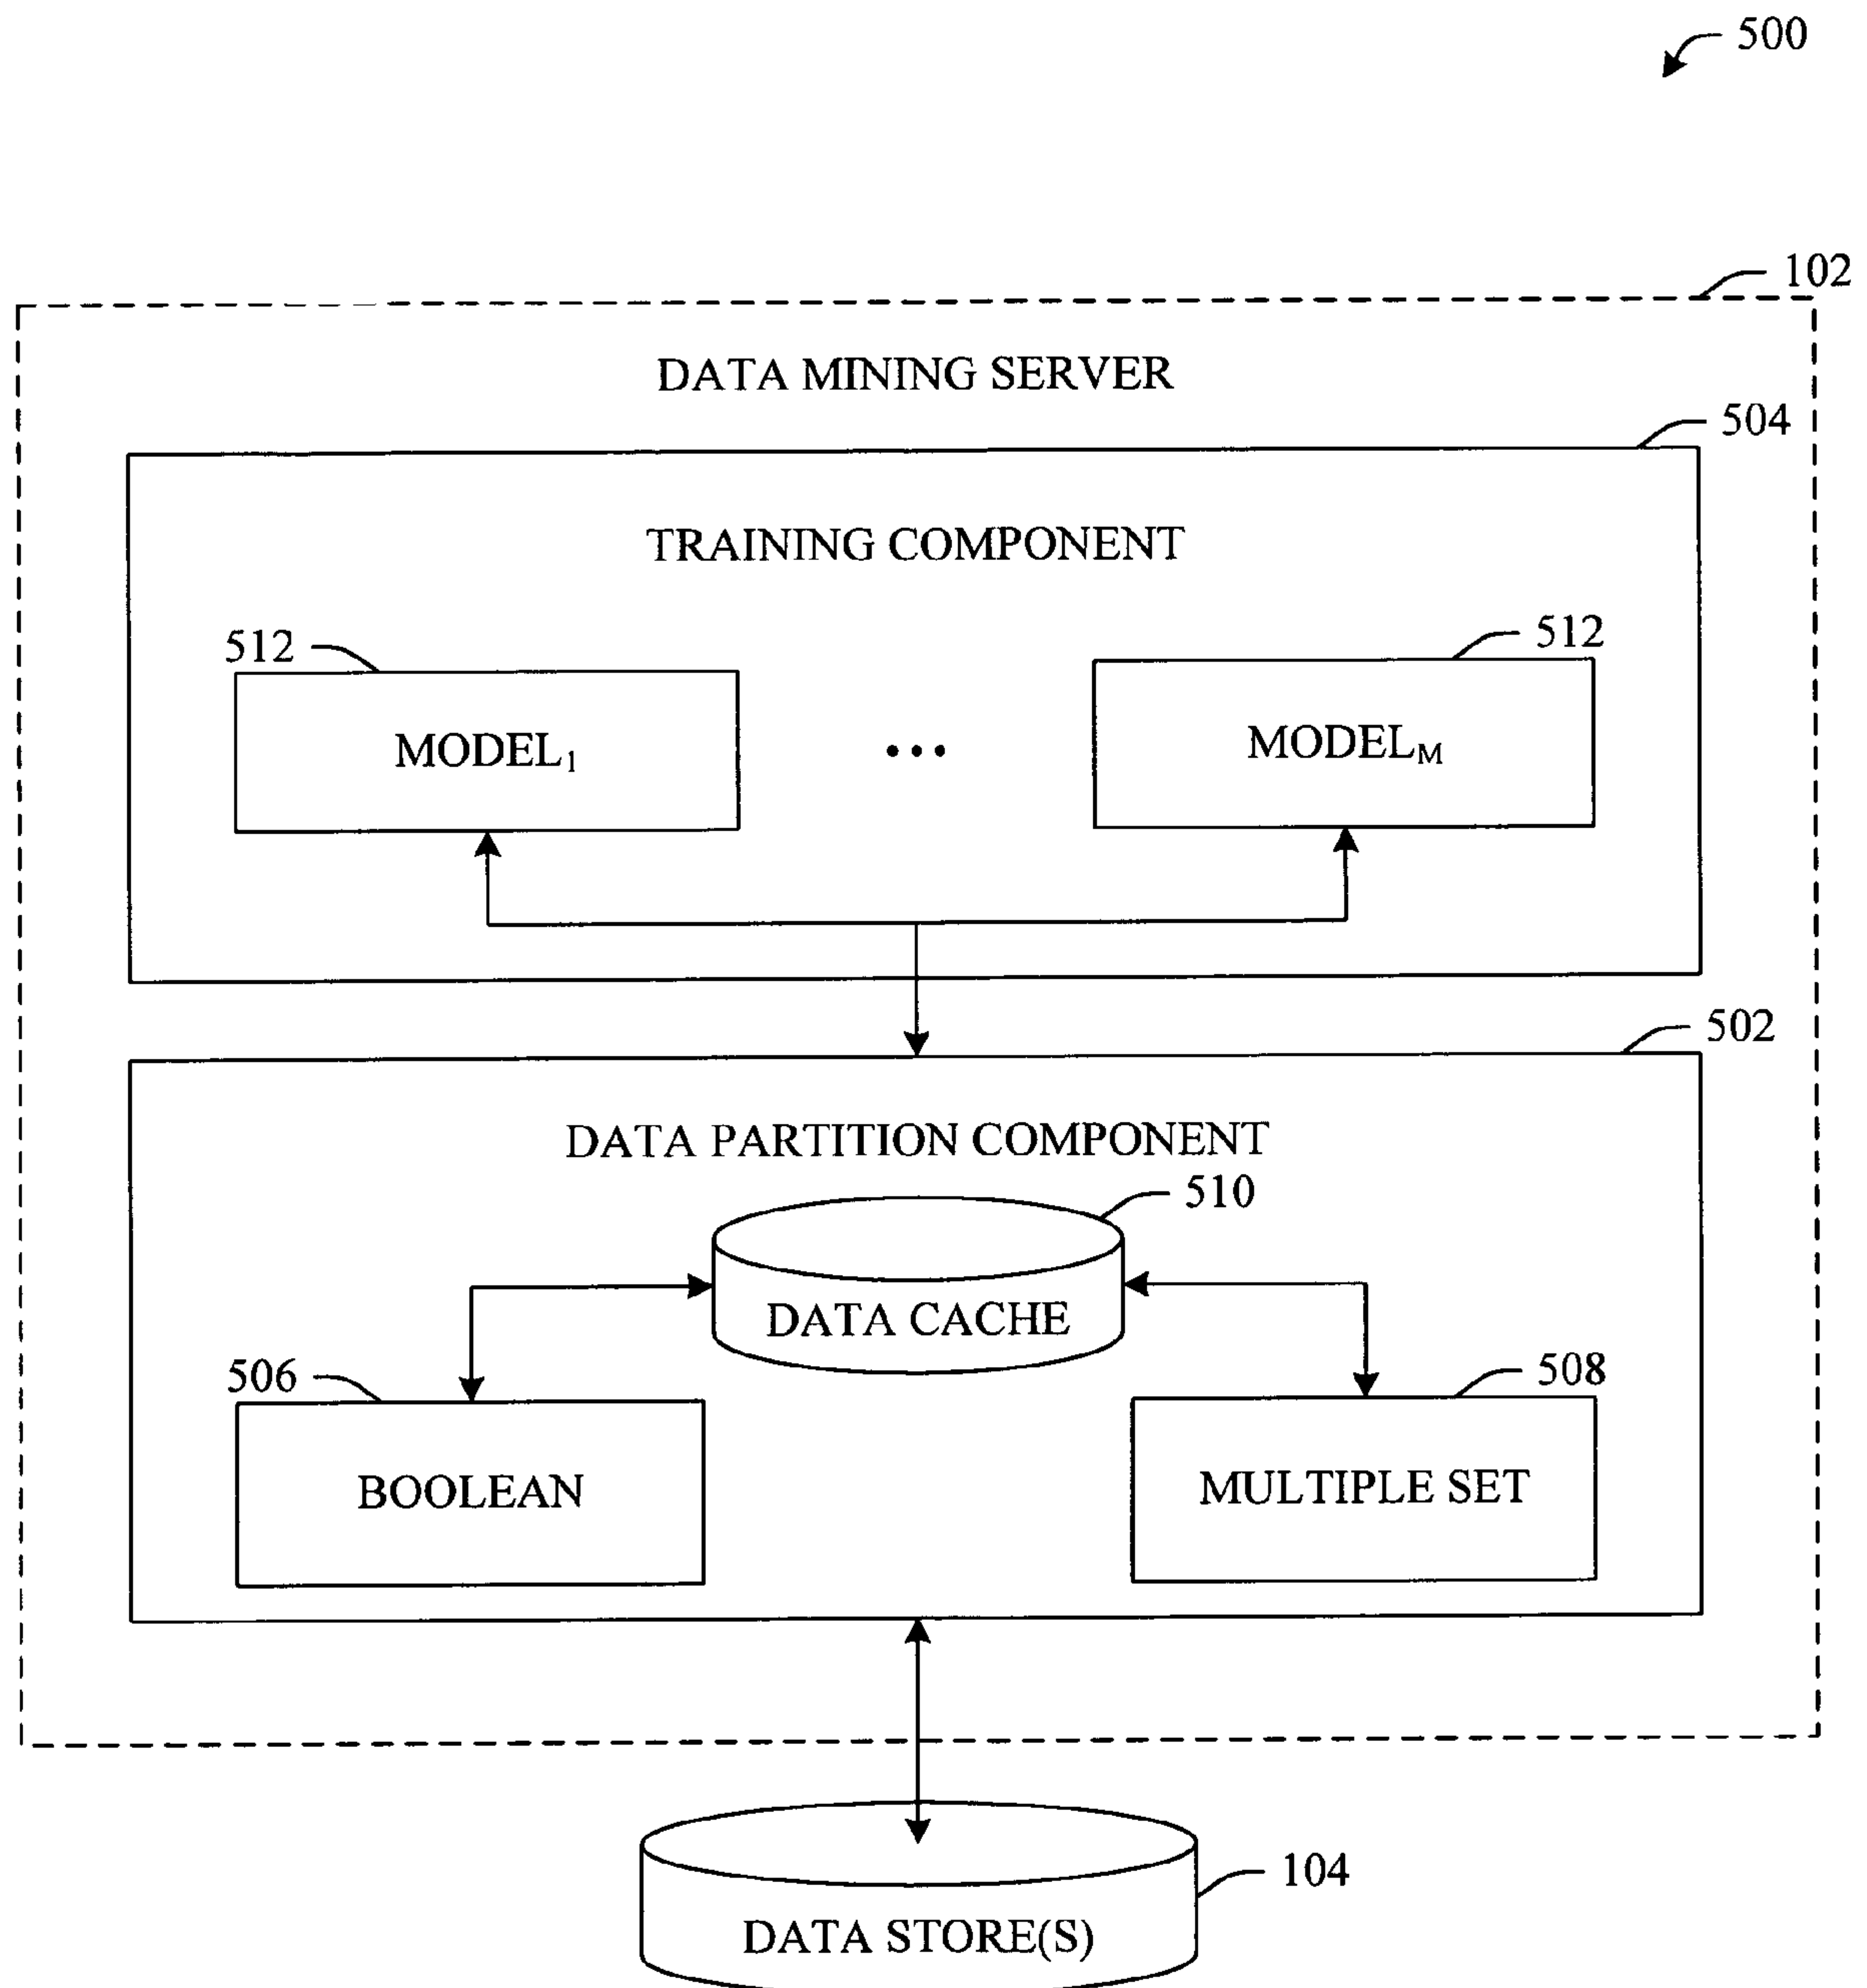 500
102
DATA MINING SERVER
504
TRAINING COMPONENT
512
512
MODEL₁
...
MODEL_M
502
DATA PARTITION COMPONENT
510
DATA CACHE
506
508
BOOLEAN
MULTIPLE SET
104
DATA STORE(S)